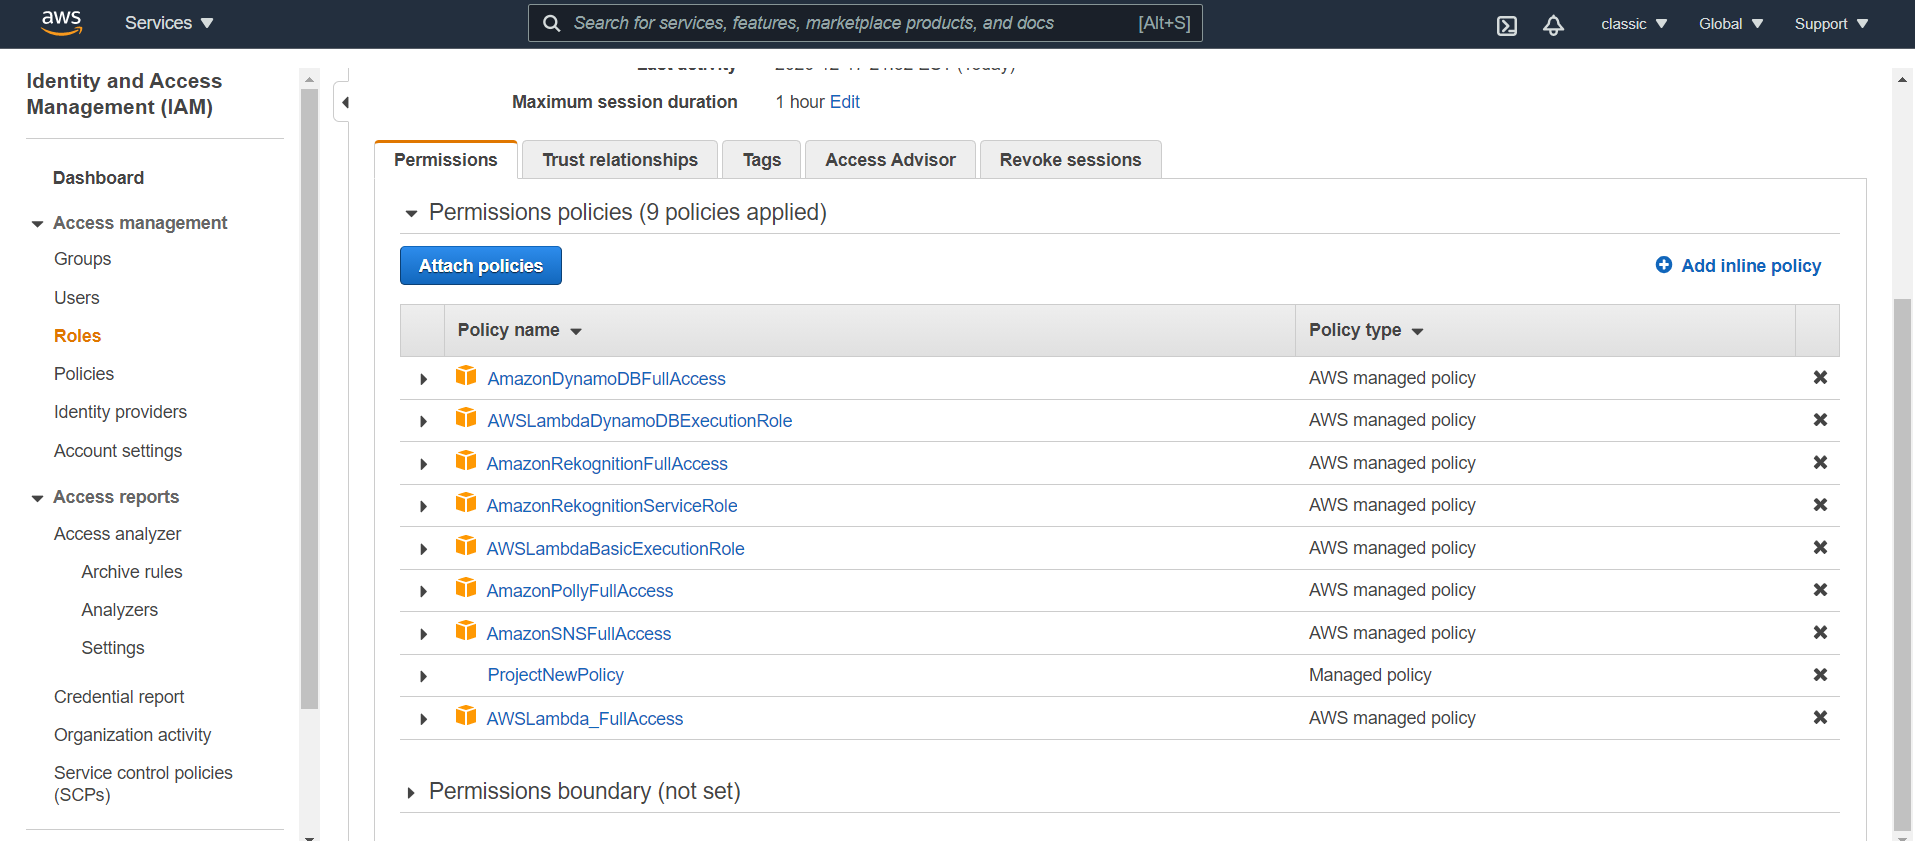 aws
Services
Search for services, features, marketplace products, and docs [Alt+S]
classic
Global
Support
Identity and Access
Management (IAM)
Dashboard
Access management
Groups
Users
Roles
Policies
Identity providers
Account settings
Access reports
Access analyzer
Archive rules
Analyzers
Settings
Credential report
Organization activity
Service control policies
(SCPs)
Last activity
(Today)
Maximum session duration 1 hour Edit
Permissions Trust relationships Tags Access Advisor Revoke sessions
Permissions policies (9 policies applied)
Attach policies Add inline policy
Policy name Policy type
AmazonDynamoDBFullAccess AWS managed policy
AWSLambdaDynamoDBExecutionRole AWS managed policy
AmazonRekognitionFullAccess AWS managed policy
AmazonRekognitionServiceRole AWS managed policy
AWSLambdaBasicExecutionRole AWS managed policy
AmazonPollyFullAccess AWS managed policy
AmazonSNSFullAccess AWS managed policy
ProjectNewPolicy Managed policy
AWSLambda_FullAccess AWS managed policy
Permissions boundary (not set)